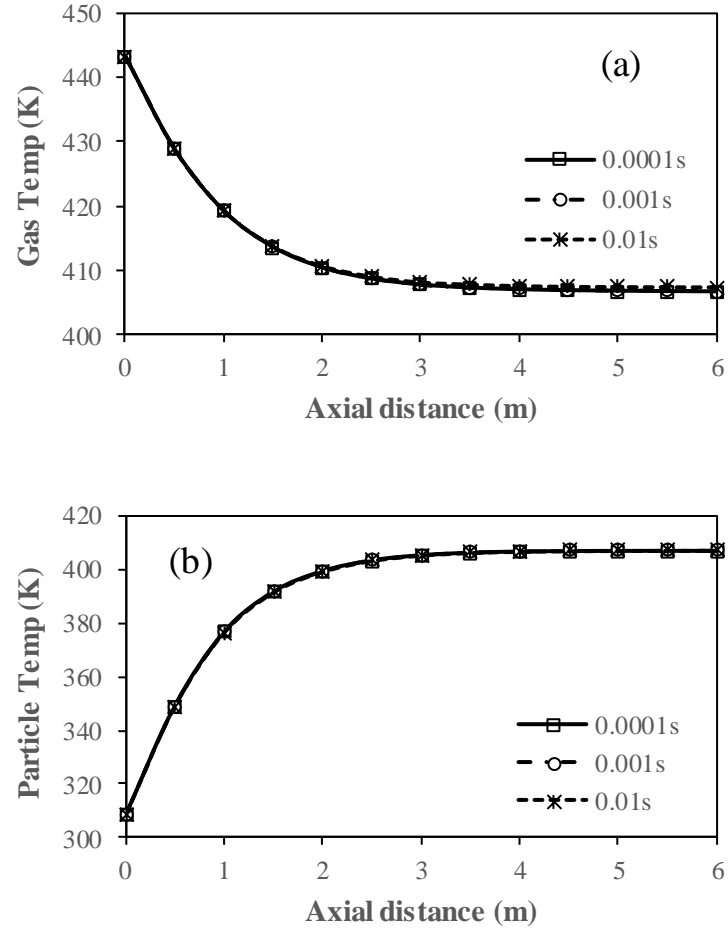 450
440
430
420
410
400
Gas Temp (K)
(a)
0.0001s
0.001s
0.01s
0 1 2 3 4 5 6
Axial distance (m)
420
400
380
360
340
320
300
Particle Temp (K)
(b)
0.0001s
0.001s
0.01s
0 1 2 3 4 5 6
Axial distance (m)